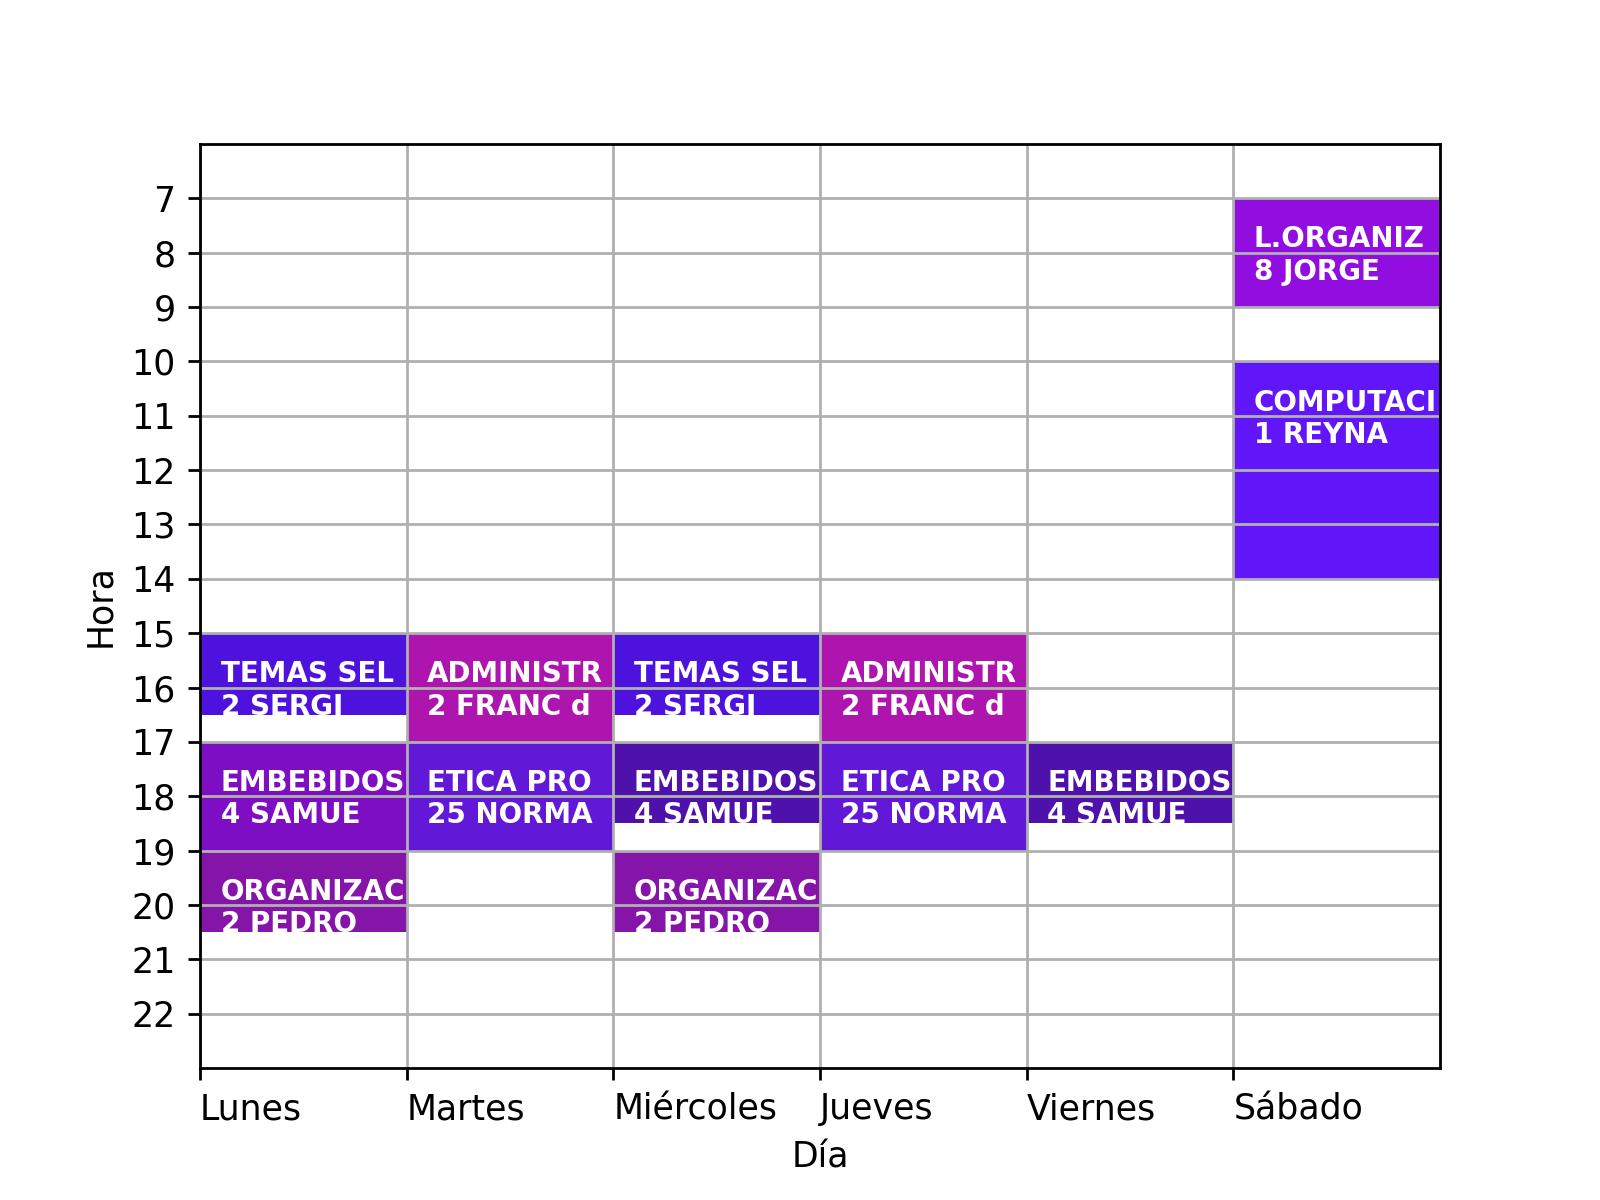 7
8
9
10
11
12
13
14
15
16
17
18
19
20
21
22
Hora
L.ORGANIZ
8 JORGE
COMPUTACI
1 REYNA
TEMAS SEL
2 SERGI
ADMINISTR
2 FRANC d
TEMAS SEL
2 SERGI
ADMINISTR
2 FRANC d
EMBEBIDOS
4 SAMUE
ETICA PRO
25 NORMA
EMBEBIDOS
4 SAMUE
ETICA PRO
25 NORMA
EMBEBIDOS
4 SAMUE
ORGANIZAC
2 PEDRO
ORGANIZAC
2 PEDRO
Lunes
Martes
Miércoles
Jueves
Viernes
Sábado
Día